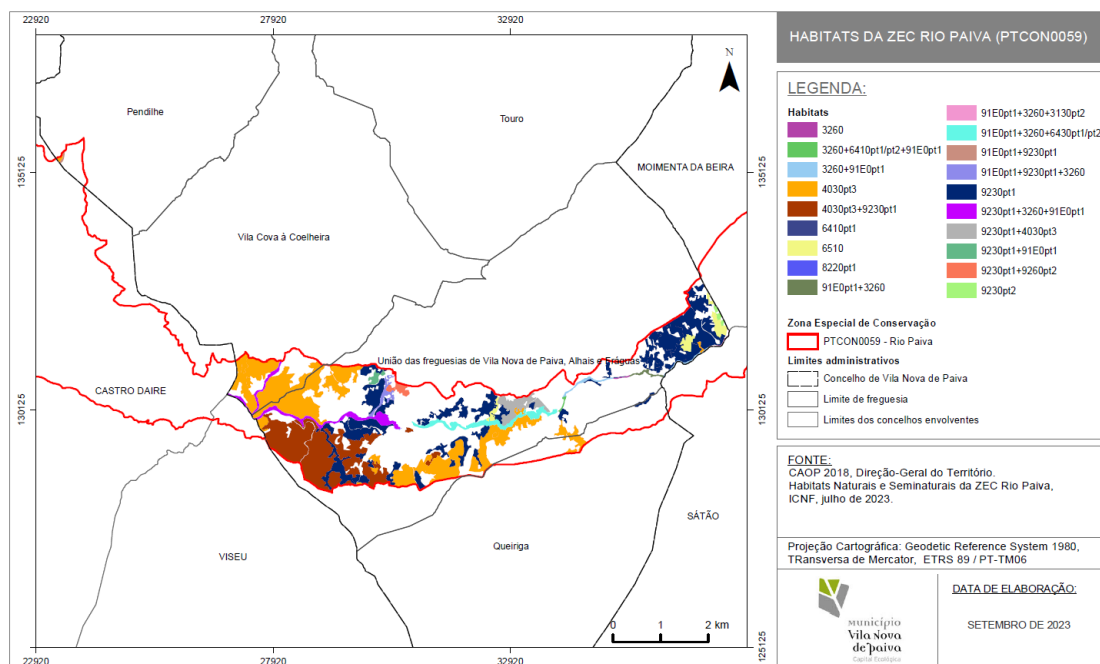 22920
27920
32920
HABITATS DA ZEC RIO PAIVA (PTCON0059)
N
Pendilhe
Touro
135125
135125
MOIMENTA DA BEIRA
Vila Cova à Coelheira
União das freguesias de Vila Nova de Paiva, Alhais e Fráguas
CASTRO DAIRE
130125
130125
SÁTÃO
VISEU
Queiriga
0 1 2 km
125125
22920
27920
32920
LEGENDA:
Habitats
3260
3260+6410pt1/pt2+91E0pt1
3260+91E0pt1
4030pt3
4030pt3+9230pt1
6410pt1
6510
8220pt1
91E0pt1+3260
91E0pt1+3260+3130pt2
91E0pt1+3260+6430pt1/pt2
91E0pt1+9230pt1
91E0pt1+9230pt1+3260
9230pt1
9230pt1+3260+91E0pt1
9230pt1+4030pt3
9230pt1+91E0pt1
9230pt1+9260pt2
9230pt2
Zona Especial de Conservação
PTCON0059 - Rio Paiva
Limites administrativos
Concelho de Vila Nova de Paiva
Limite de freguesia
Limites dos concelhos envolventes
FONTE:
CAOP 2018, Direção-Geral do Território.
Habitats Naturais e Seminaturais da ZEC Rio Paiva,
ICNF, julho de 2023.
Projeção Cartográfica: Geodetic Reference System 1980,
TRansversa de Mercator, ETRS 89 / PT-TM06
município
Vila Nova
de paiva
Capital Ecológica
DATA DE ELABORAÇÃO:
SETEMBRO DE 2023